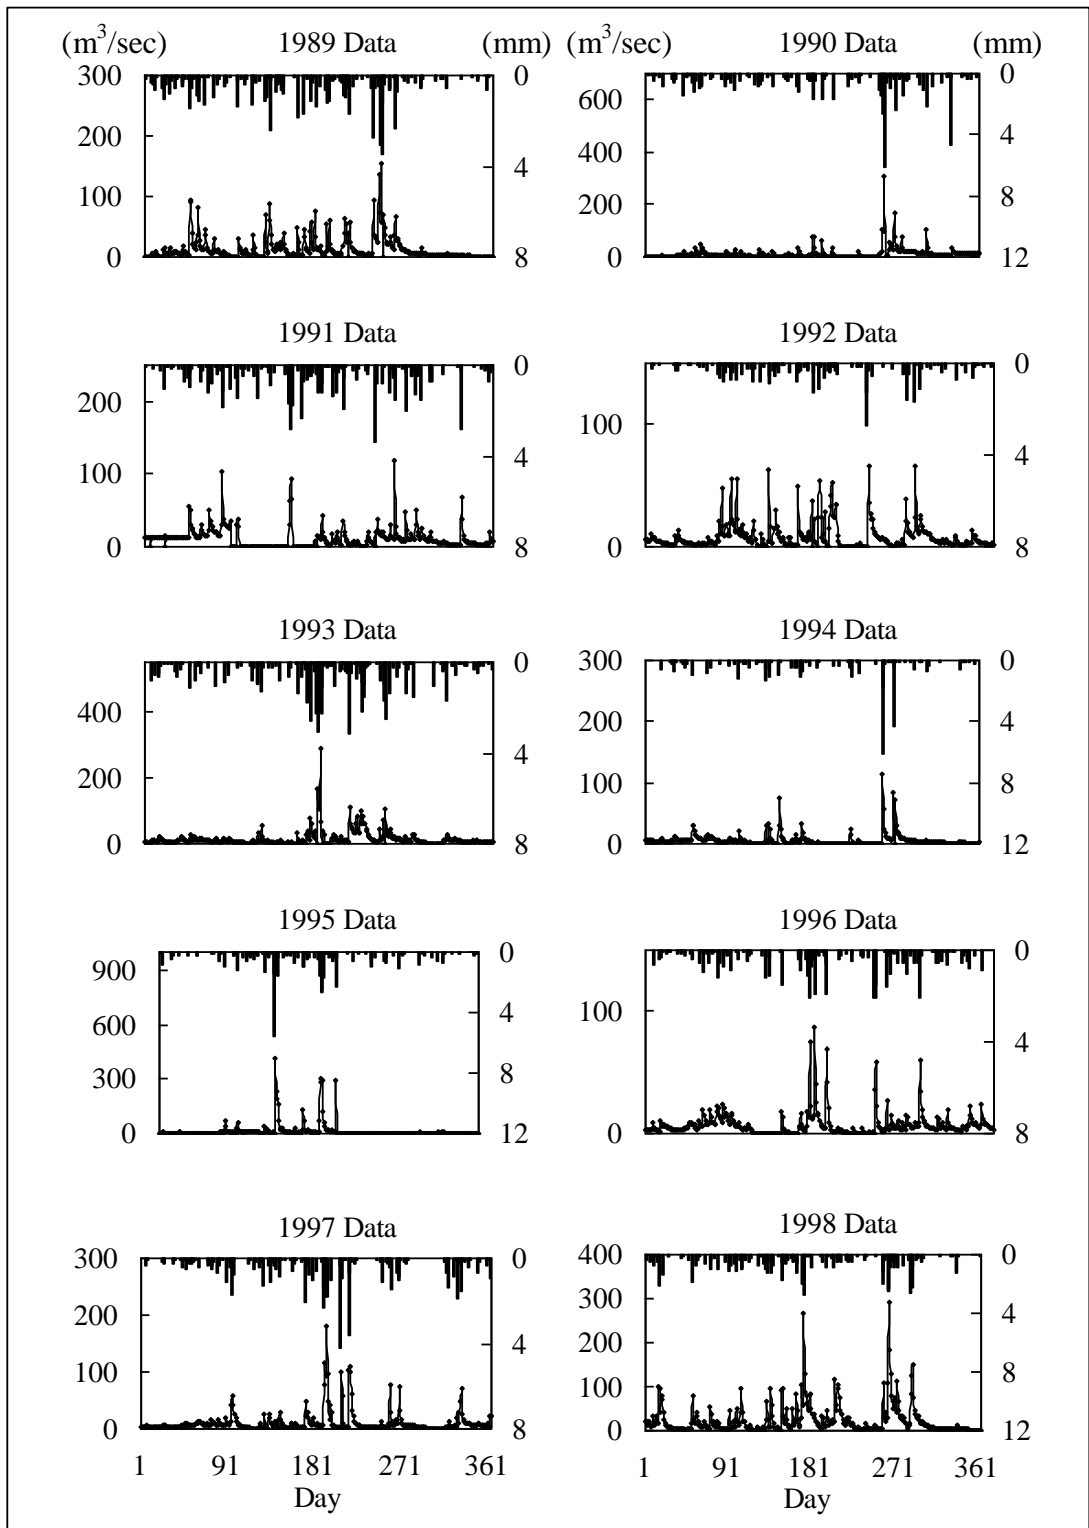 (m³/sec) 1989 Data (mm) (m³/sec) 1990 Data (mm)
300 0 0
600
200
4 400 4
100 200 8
0 8 0 12
1991 Data 1992 Data
0 0
200
100
4 4
100
0 8 0 8
1993 Data 1994 Data
0 300 0
400
200 4
4
200 100 8
0 8 0 12
1995 Data 1996 Data
0 0
900
4 100
600
4
300 8
0 12 0 8
1997 Data 1998 Data
300 0 400 0
300
200 4
4 200
100 8
100
0 8 0 12
1 91 181 271 361 1 91 181 271 361
Day Day